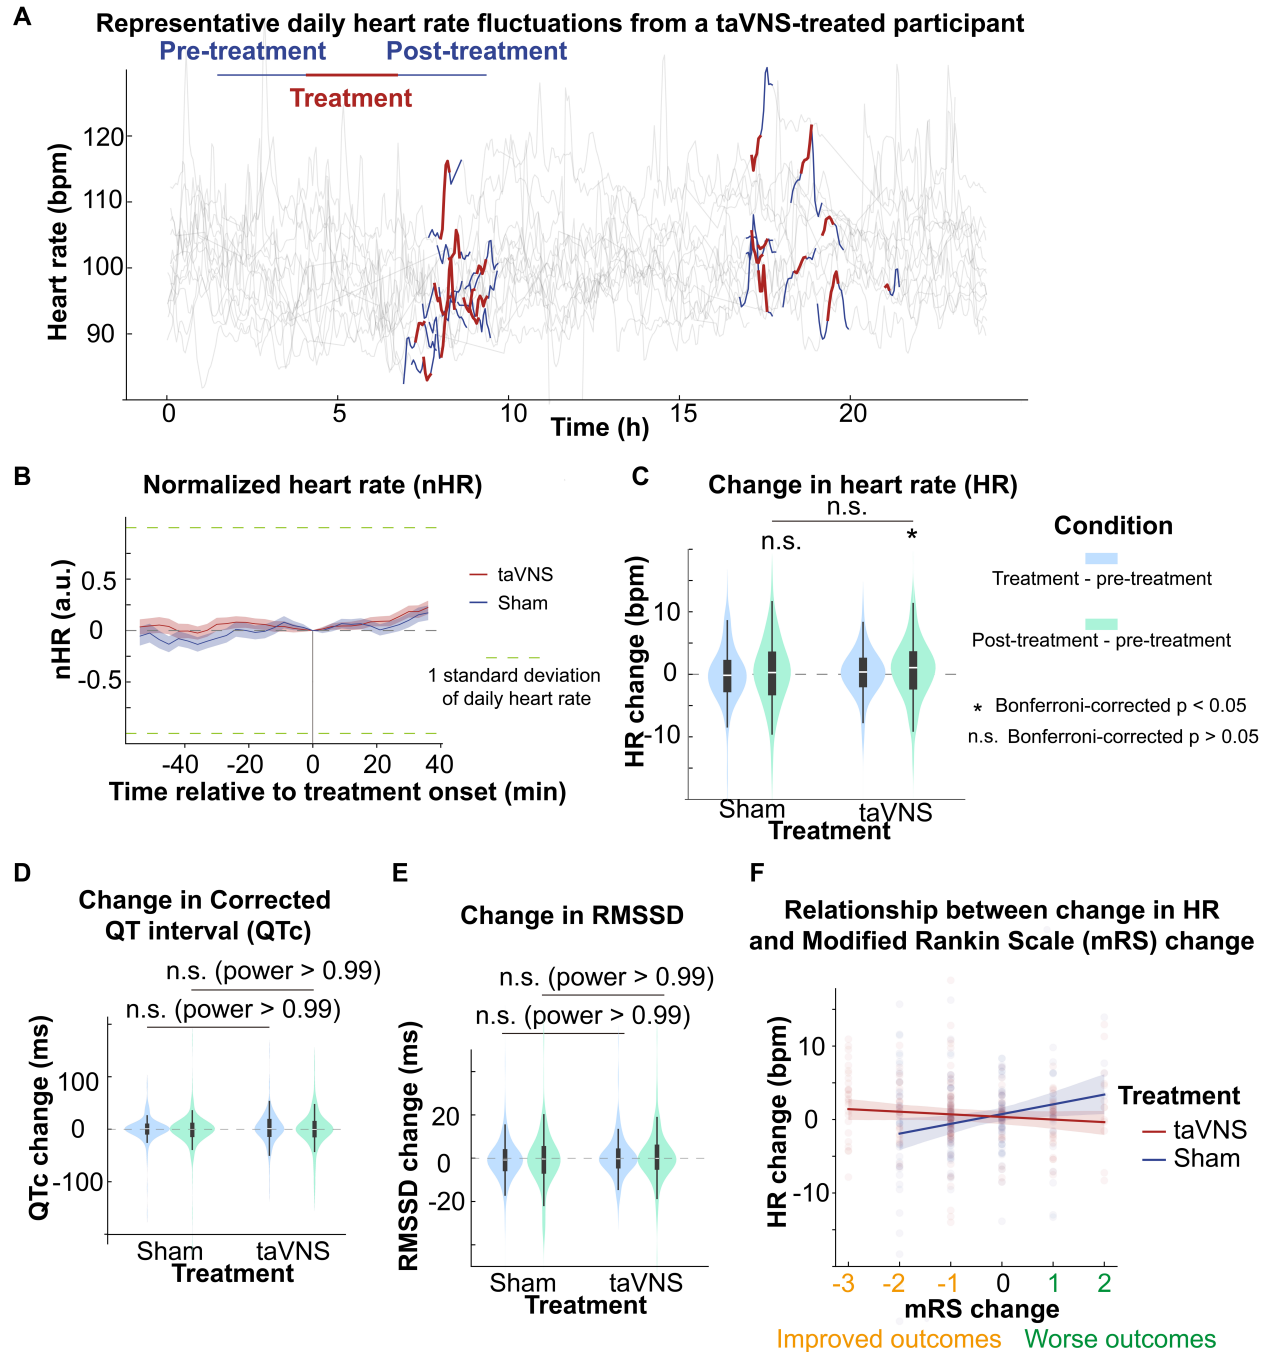 A
Representative daily heart rate fluctuations from a taVNS-treated participant
Pre-treatment
Post-treatment
Treatment
120
110
100
90
Heart rate (bpm)
0
5
10
15
20
Time (h)
B
Normalized heart rate (nHR)
0.5
0
-0.5
nHR (a.u.)
taVNS
Sham
1 standard deviation
of daily heart rate
-40
-20
0
20
40
Time relative to treatment onset (min)
C
Change in heart rate (HR)
n.s.
n.s.
*
10
0
-10
HR change (bpm)
Sham
taVNS
Treatment
Condition
Treatment - pre-treatment
Post-treatment - pre-treatment
* Bonferroni-corrected p < 0.05
n.s. Bonferroni-corrected p > 0.05
D
Change in Corrected
QT interval (QTc)
n.s. (power > 0.99)
n.s. (power > 0.99)
100
0
-100
QTc change (ms)
Sham
taVNS
Treatment
E
Change in RMSSD
n.s. (power > 0.99)
n.s. (power > 0.99)
20
0
-20
RMSSD change (ms)
Sham
taVNS
Treatment
F
Relationship between change in HR
and Modified Rankin Scale (mRS) change
10
0
-10
HR change (bpm)
Treatment
taVNS
Sham
-3
-2
-1
0
1
2
mRS change
Improved outcomes
Worse outcomes